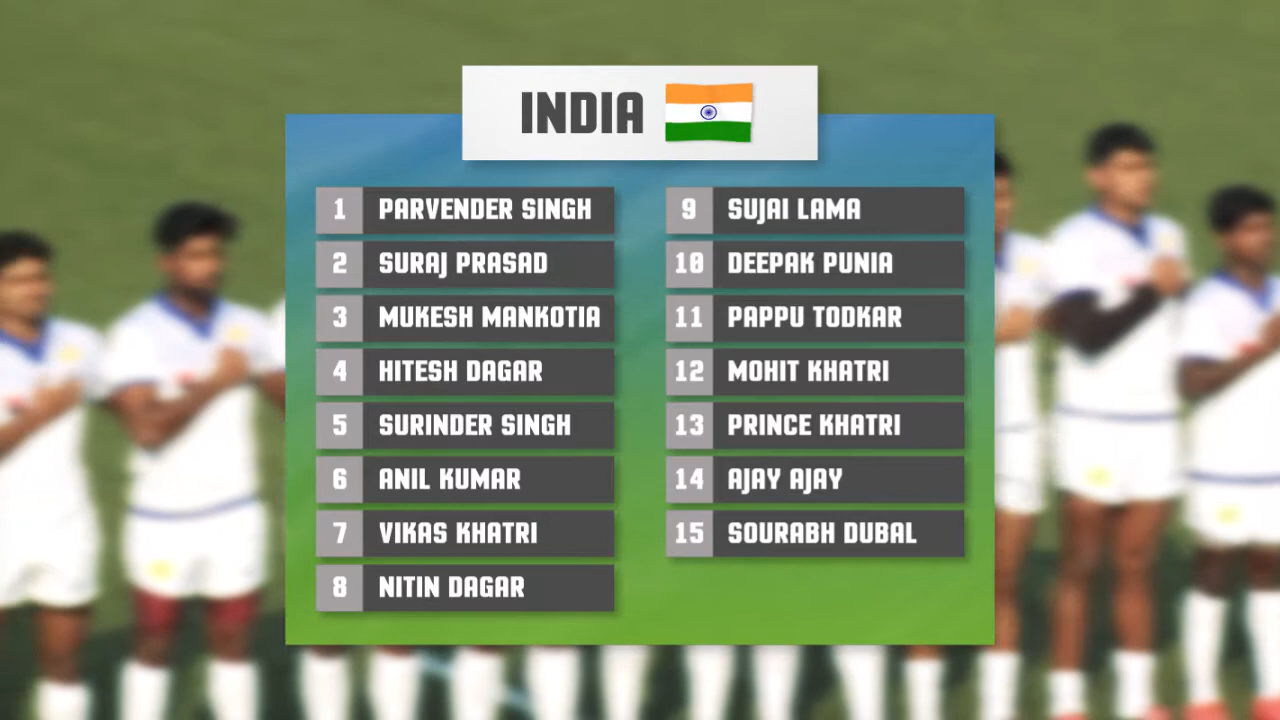 INDIA
1 PARVENDER SINGH
2 SURAJ PRASAD
3 MUKESH MANKOTIA
4 HITESH DAGAR
5 SURINDER SINGH
6 ANIL KUMAR
7 VIKAS KHATRI
8 NITIN DAGAR
9 SUJAI LAMA
10 DEEPAK PUNIA
11 PAPPU TODKAR
12 MOHIT KHATRI
13 PRINCE KHATRI
14 AJAY AJAY
15 SOURABH DUBAL